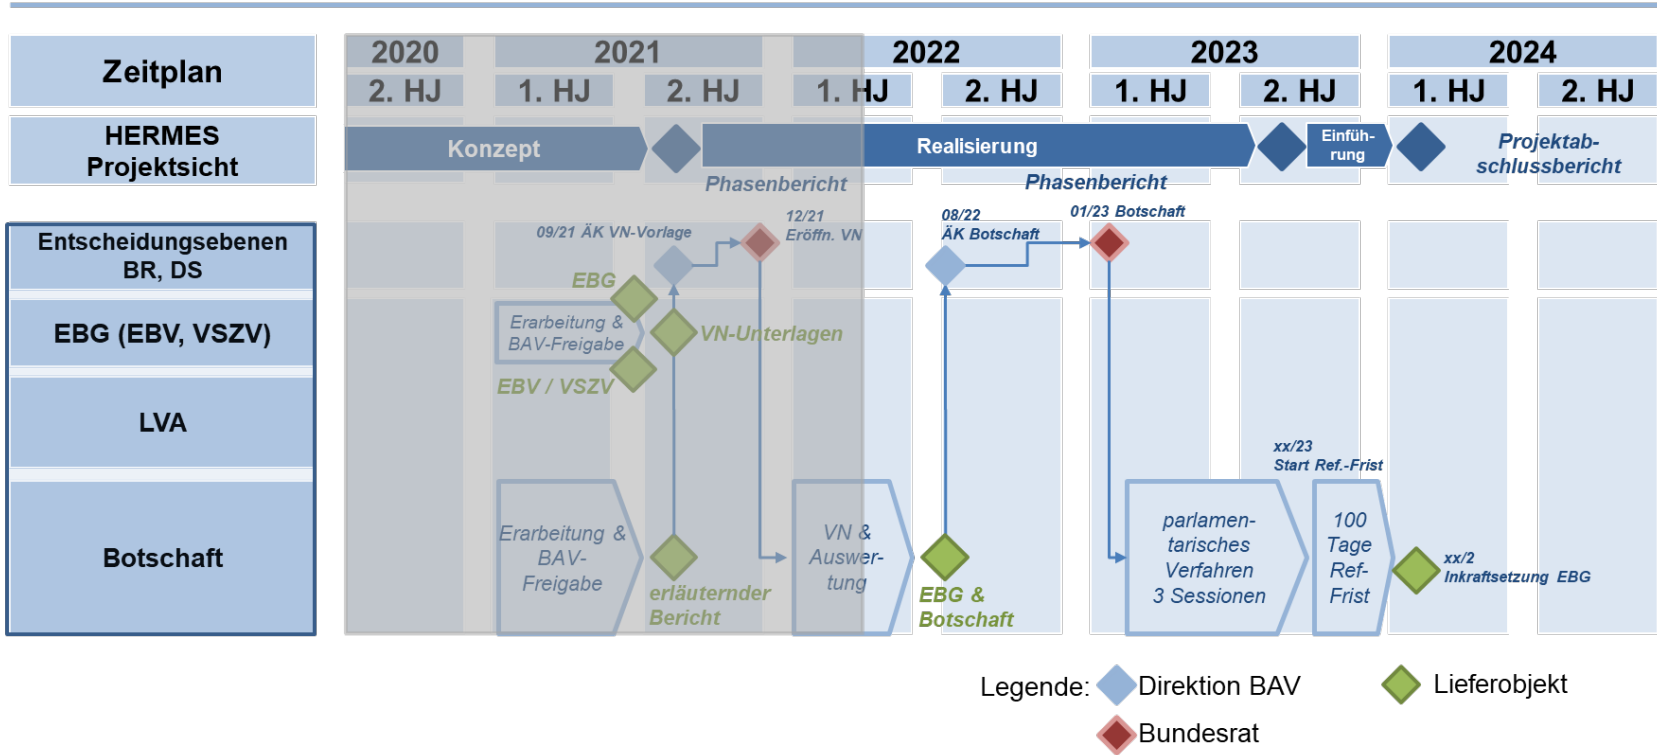 Zeitplan
2020
2021
2022
2023
2024
2. HJ
1. HJ
2. HJ
1. HJ
2. HJ
1. HJ
2. HJ
1. HJ
2. HJ
HERMES
Projektsicht
Konzept
Realisierung
Einfüh-
rung
Projektab-
schlussbericht
Phasenbericht
Phasenbericht
Entscheidungsebenen
BR, DS
09/21 ÄK VN-Vorlage
12/21
Eröffn. VN
08/22
ÄK Botschaft
01/23 Botschaft
EBG (EBV, VSZV)
EBG
Erarbeitung &
BAV-Freigabe
VN-Unterlagen
EBV / VSZV
LVA
Botschaft
Erarbeitung &
BAV-
Freigabe
erläuternder
Bericht
VN &
Auswer-
tung
EBG &
Botschaft
xx/23
Start Ref.-Frist
parlamen-
tarisches
Verfahren
3 Sessionen
100
Tage
Ref-
Frist
xx/2
Inkraftsetzung EBG
Legende:
Direktion BAV
Lieferobjekt
Bundesrat